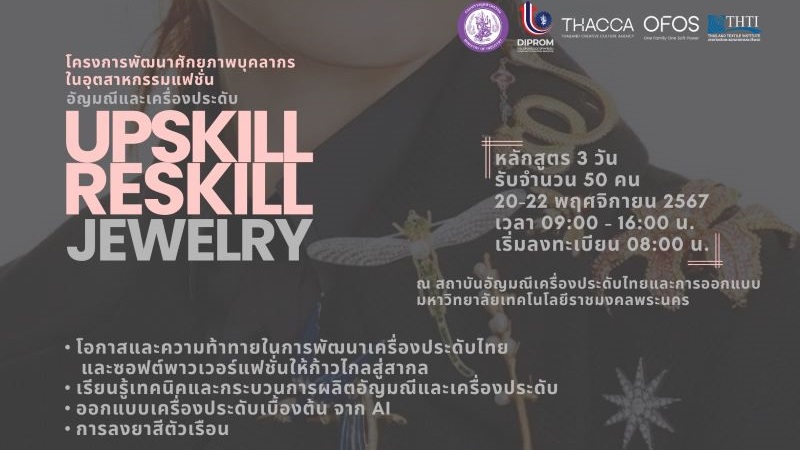 DIPROM
THACCA
THAILAND CREATIVE CULTURE AGENCY
OFOS
One Family One Soft Power
THTI
THAILAND TEXTILE INSTITUTE
โครงการพัฒนาศักยภาพบุคลากร
ในอุตสาหกรรมแฟชั่น
อัญมณีและเครื่องประดับ
UPSKILL
RESKILL
JEWELRY
หลักสูตร 3 วัน
รับจำนวน 50 คน
20-22 พฤศจิกายน 2567
เวลา 09:00 - 16:00 น.
เริ่มลงทะเบียน 08:00 น.
ณ สถาบันอัญมณีเครื่องประดับไทยและการออกแบบ
มหาวิทยาลัยเทคโนโลยีราชมงคลพระนคร
• โอกาสและความท้าทายในการพัฒนาเครื่องประดับไทย
และซอฟต์พาวเวอร์แฟชั่นให้ก้าวไกลสู่สากล
• เรียนรู้เทคนิคและกระบวนการผลิตอัญมณีและเครื่องประดับ
• ออกแบบเครื่องประดับเบื้องต้น จาก AI
• การลงยาสีตัวเรือน